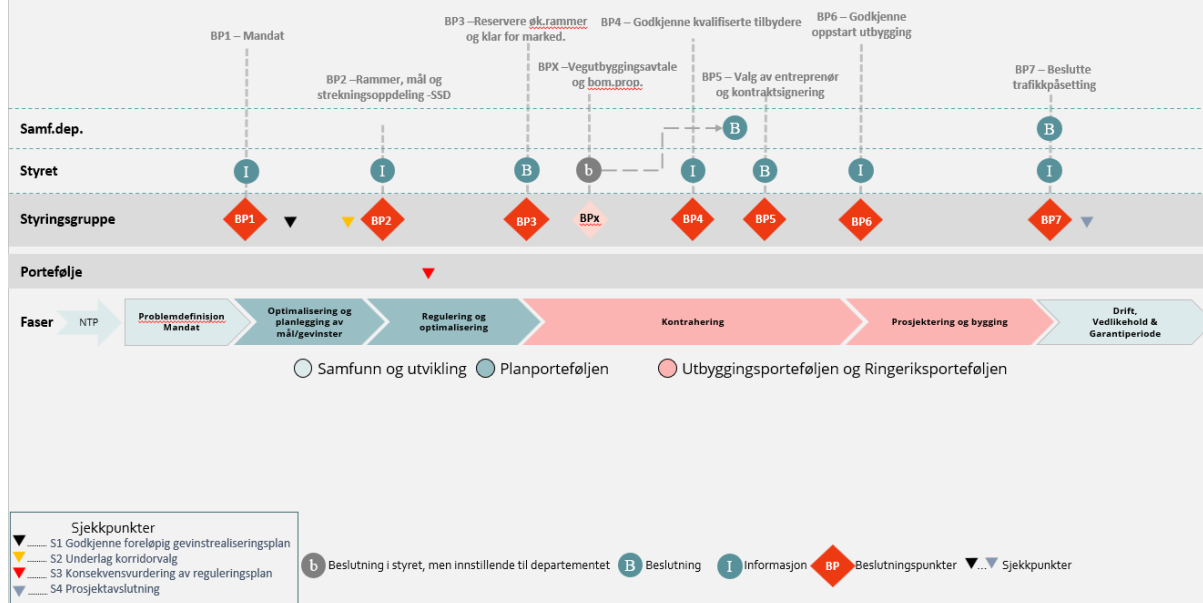 BP1 – Mandat
BP2 –Rammer, mål og
strekningsoppdeling -SSD
BP3 –Reservere øk.rammer
og klar for marked.
BPX –Vegutbyggingsavtale
og bom.prop.
BP4 – Godkjenne kvalifiserte tilbydere
BP5 – Valg av entreprenør
og kontraktsignering
BP6 – Godkjenne
oppstart utbygging
BP7 – Beslutte
trafikkpåsetting
Samf.dep.
B
B
Styret
I
I
B
b
I
B
I
I
Styringsgruppe
BP1
BP2
BP3
BPx
BP4
BP5
BP6
BP7
Portefølje
Faser
NTP
Problemdefinisjon
Mandat
Optimalisering og
planlegging av
mål/gevinster
Regulering og
optimalisering
Kontrahering
Prosjektering og bygging
Drift,
Vedlikehold &
Garantiperiode
Samfunn og utvikling
Planporteføljen
Utbyggingsporteføljen og Ringeriksporteføljen
Sjekkpunkter
........ S1 Godkjenne foreløpig gevinstrealiseringsplan
........ S2 Underlag korridorvalg
........ S3 Konsekvensvurdering av reguleringsplan
........ S4 Prosjektavslutning
b Beslutning i styret, men innstillende til departementet
B Beslutning
I Informasjon
BP Beslutningspunkter
... Sjekkpunkter